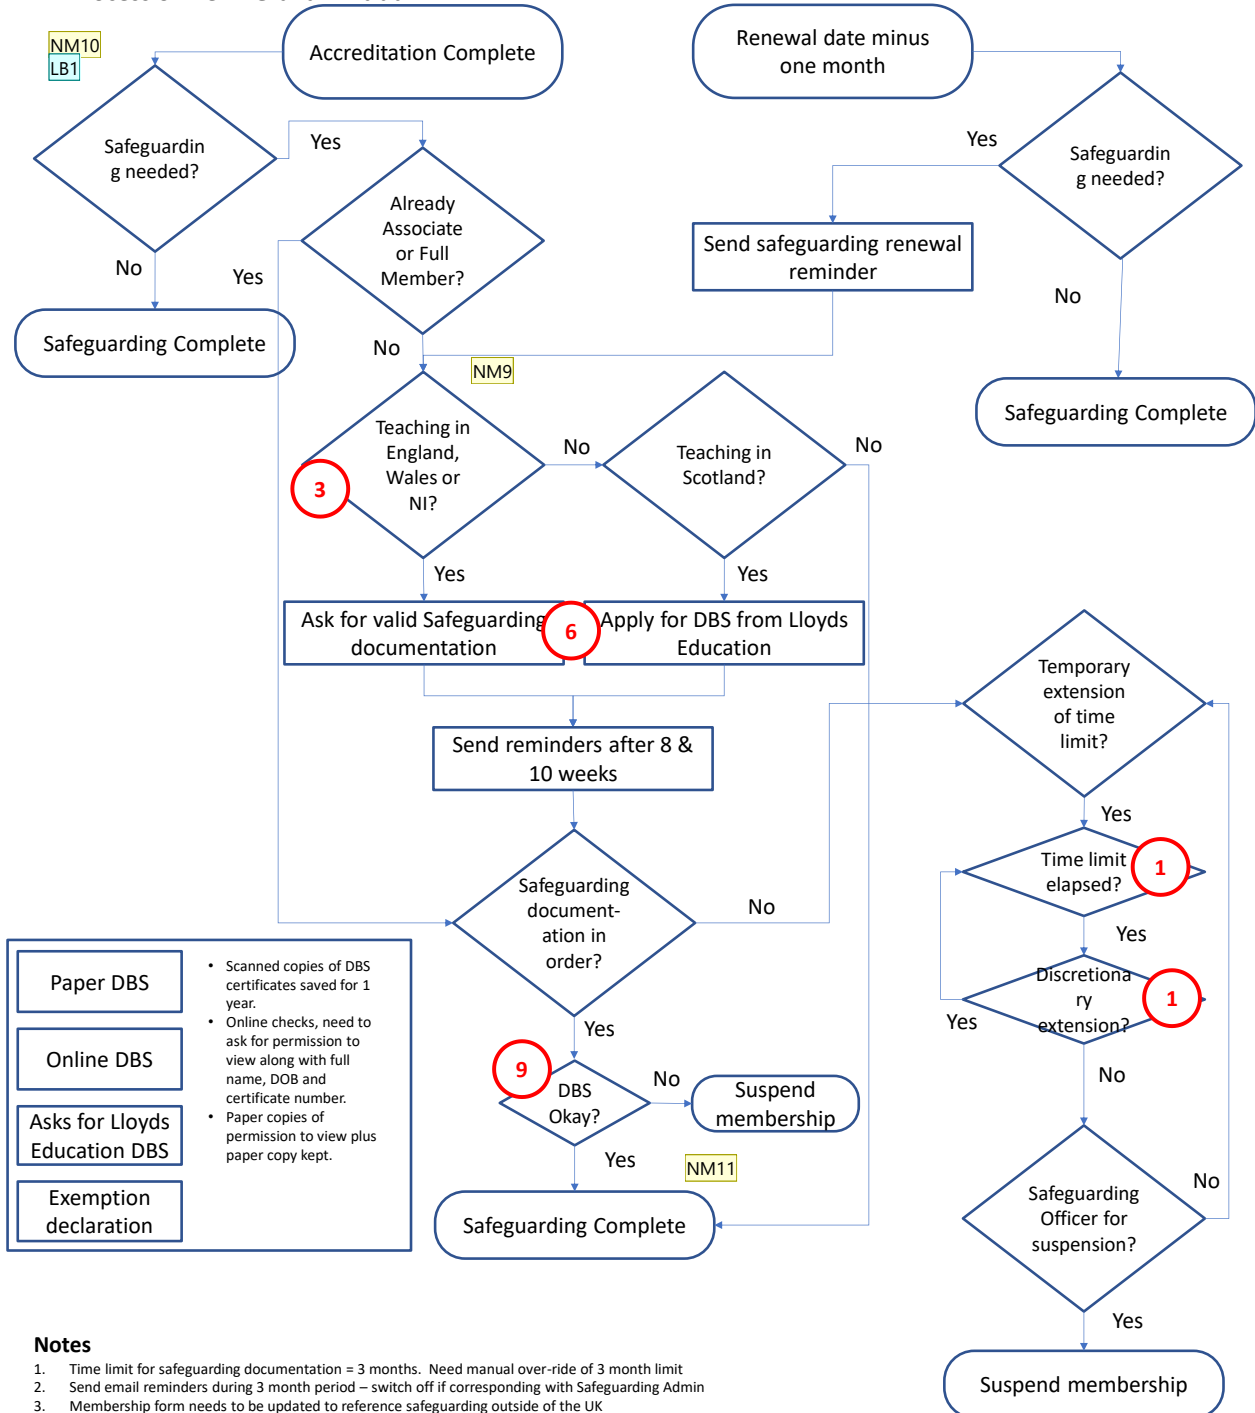 NM10
LB1
Accreditation Complete
Renewal date minus
one month
Safeguardin
g needed?
Yes
Already
Associate
or Full
Member?
Yes
Safeguardin
g needed?
Send safeguarding renewal
reminder
No
Yes
No
Safeguarding Complete
No
NM9
Safeguarding Complete
Teaching in
England,
Wales or
NI?
3
No
Teaching in
Scotland?
No
Yes
Yes
Ask for valid Safeguarding
documentation
6
Apply for DBS from Lloyds
Education
Temporary
extension
of time
limit?
Send reminders after 8 &
10 weeks
Yes
Time limit
elapsed?
1
Safeguarding
document-
ation in
order?
No
Yes
Discretiona
ry
extension?
1
Yes
Paper DBS
Online DBS
Asks for Lloyds
Education DBS
Exemption
declaration
• Scanned copies of DBS
certificates saved for 1
year.
• Online checks, need to
ask for permission to
view along with full
name, DOB and
certificate number.
• Paper copies of
permission to view plus
paper copy kept.
Yes
9
DBS
Okay?
No
Suspend
membership
No
Yes
NM11
Safeguarding Complete
Safeguarding
Officer for
suspension?
No
Yes
Suspend membership
Notes
1. Time limit for safeguarding documentation = 3 months. Need manual over-ride of 3 month limit
2. Send email reminders during 3 month period – switch off if corresponding with Safeguarding Admin
3. Membership form needs to be updated to reference safeguarding outside of the UK